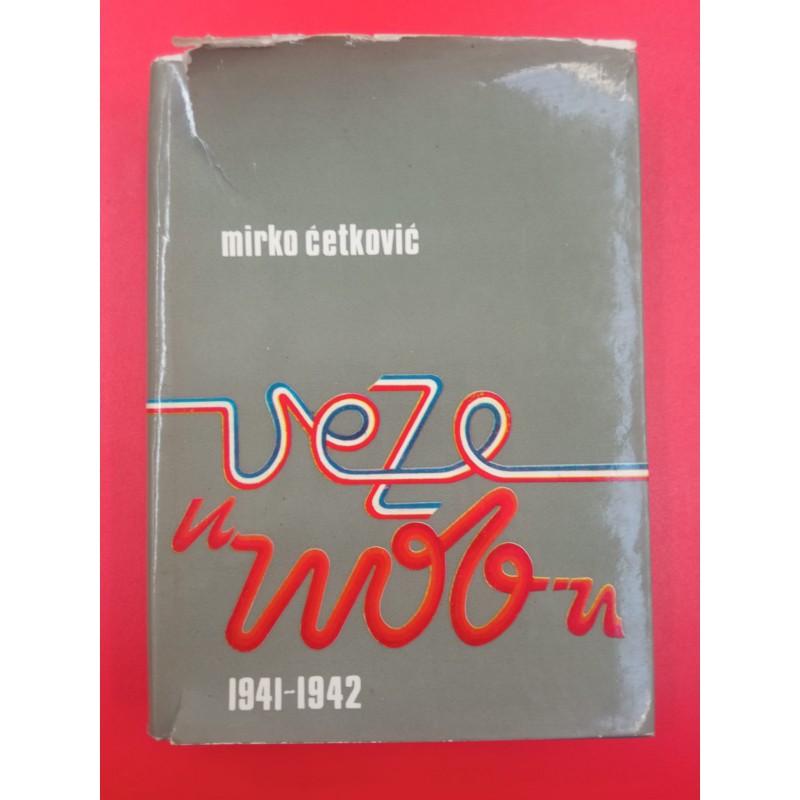 mirko ćetković
veze
u NOB-u
1941-1942